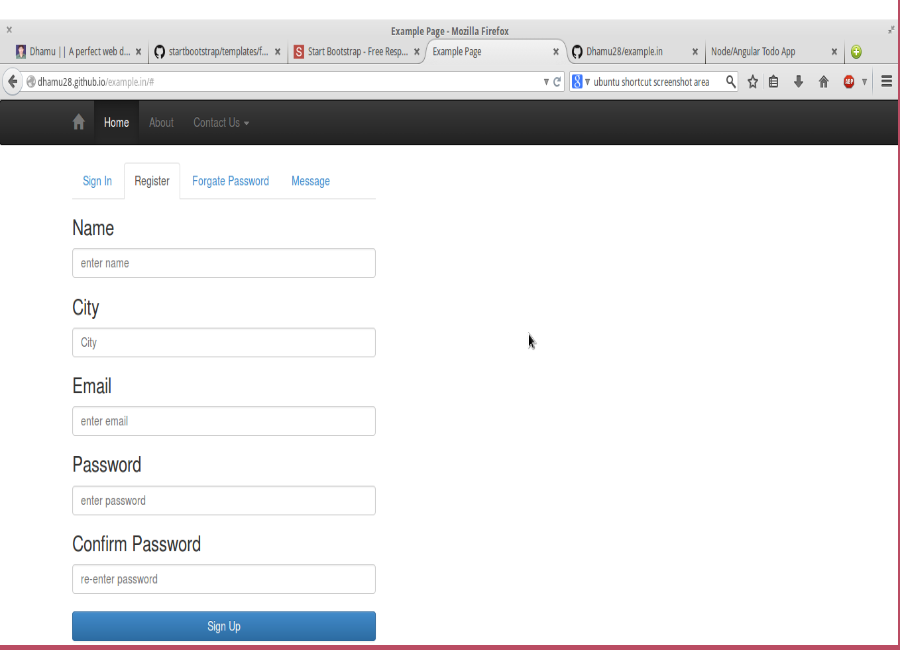 Example Page - Mozilla Firefox
Dhamu || A perfect web d... startbootstrap/templates/f... Start Bootstrap - Free Resp... Example Page Dhamu28/example.in Node/Angular Todo App
dhamu28.github.io/example.in/# ubuntu shortcut screenshot area ABP
Home About Contact Us
Sign In Register Forgate Password Message
Name
enter name
City
City
Email
enter email
Password
enter password
Confirm Password
re-enter password
Sign Up